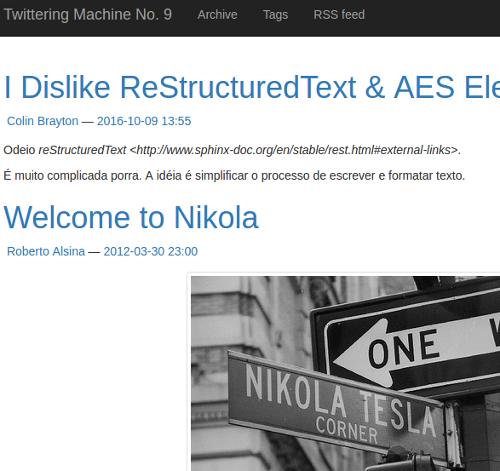 Twittering Machine No. 9 Archive Tags RSS feed
I Dislike ReStructuredText & AES Ele
Colin Brayton — 2016-10-09 13:55
Odeio reStructuredText <http://www.sphinx-doc.org/en/stable/rest.html#external-links>.
É muito complicada porra. A idéia é simplificar o processo de escrever e formatar texto.
Welcome to Nikola
Roberto Alsina — 2012-03-30 23:00
ONE W
NIKOLA TESLA
CORNER